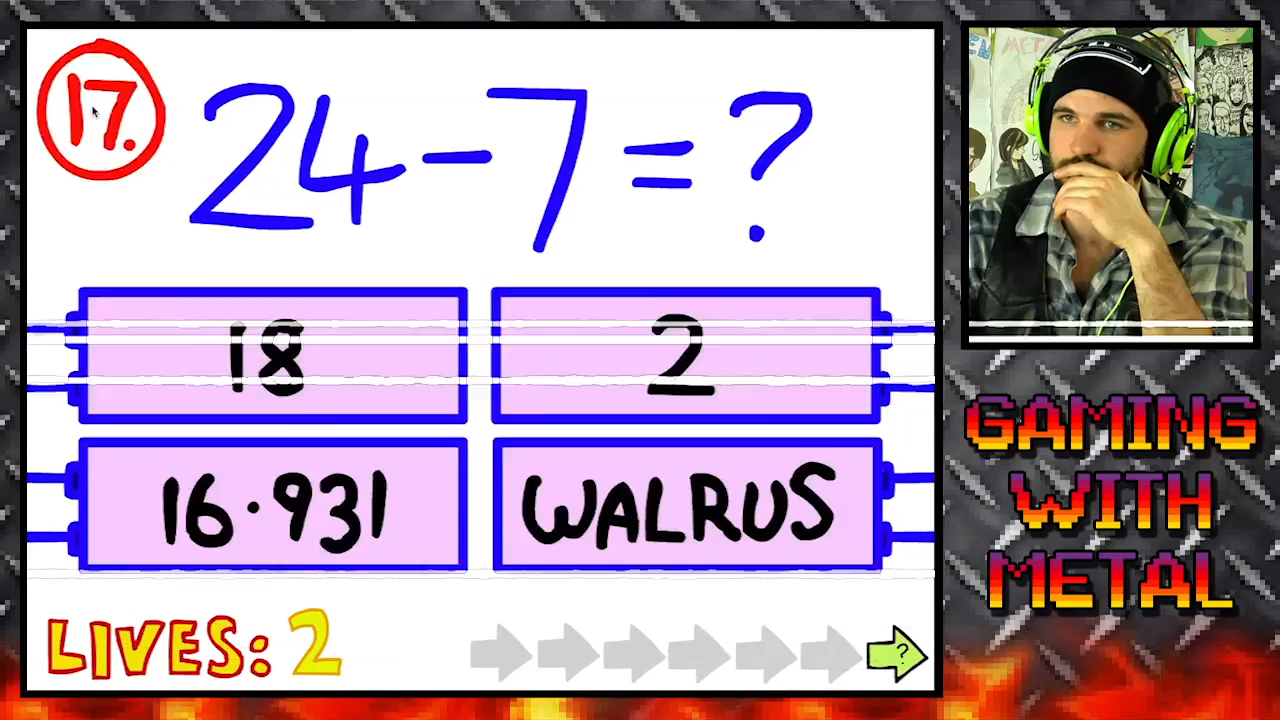 17.
24-7=?
18
2
16.931
WALRUS
LIVES: 2
?
GAMING
WITH
METAL